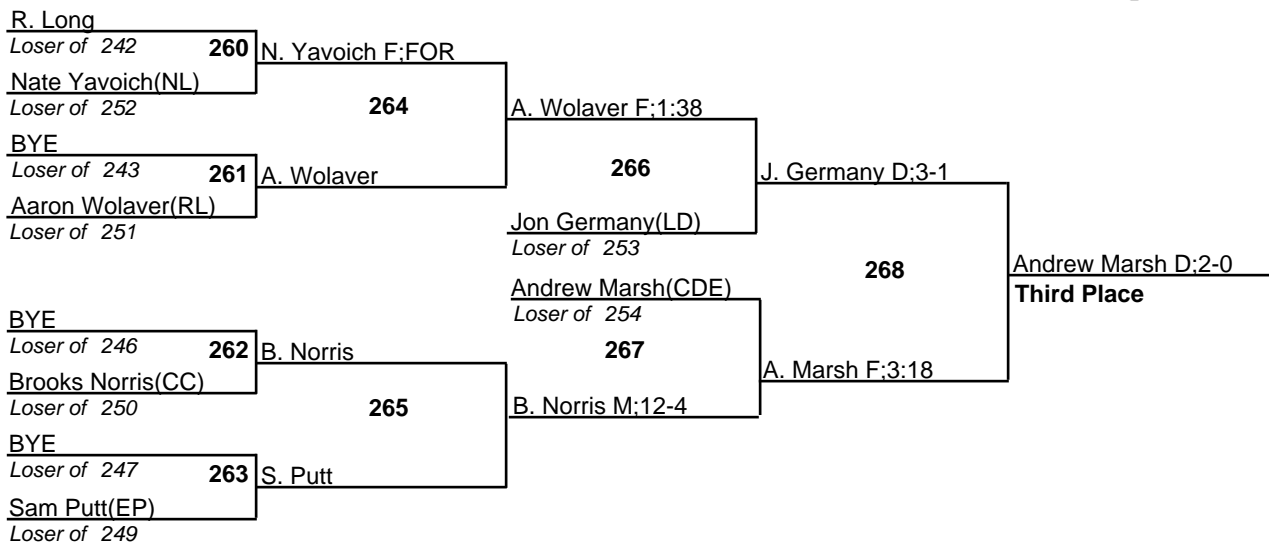 R. Long
Loser of 242
260
N. Yavoich F;FOR
Nate Yavoich(NL)
Loser of 252
264
A. Wolaver F;1:38
BYE
Loser of 243
261
A. Wolaver
266
J. Germany D;3-1
Aaron Wolaver(RL)
Loser of 251
Jon Germany(LD)
Loser of 253
268
Andrew Marsh D;2-0
Third Place
Andrew Marsh(CDE)
Loser of 254
BYE
Loser of 246
262
B. Norris
267
A. Marsh F;3:18
Brooks Norris(CC)
Loser of 250
265
B. Norris M;12-4
BYE
Loser of 247
263
S. Putt
Sam Putt(EP)
Loser of 249